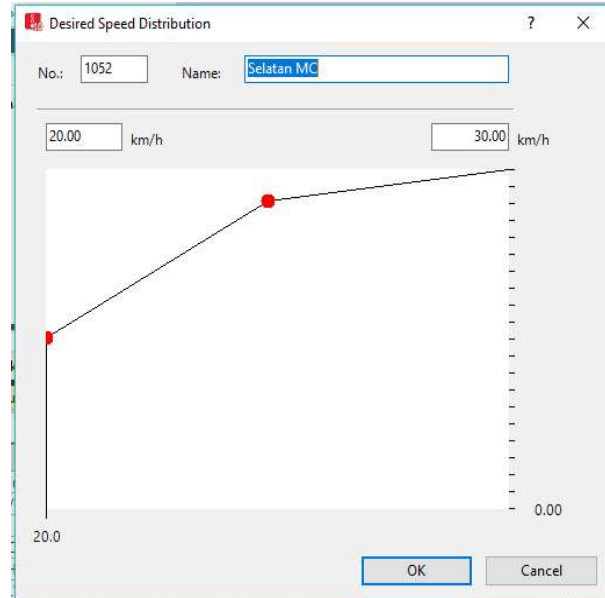 Desired Speed Distribution
No.: 1052 Name: Selatan MC
20.00 km/h 30.00 km/h
0.00
20.0
OK Cancel